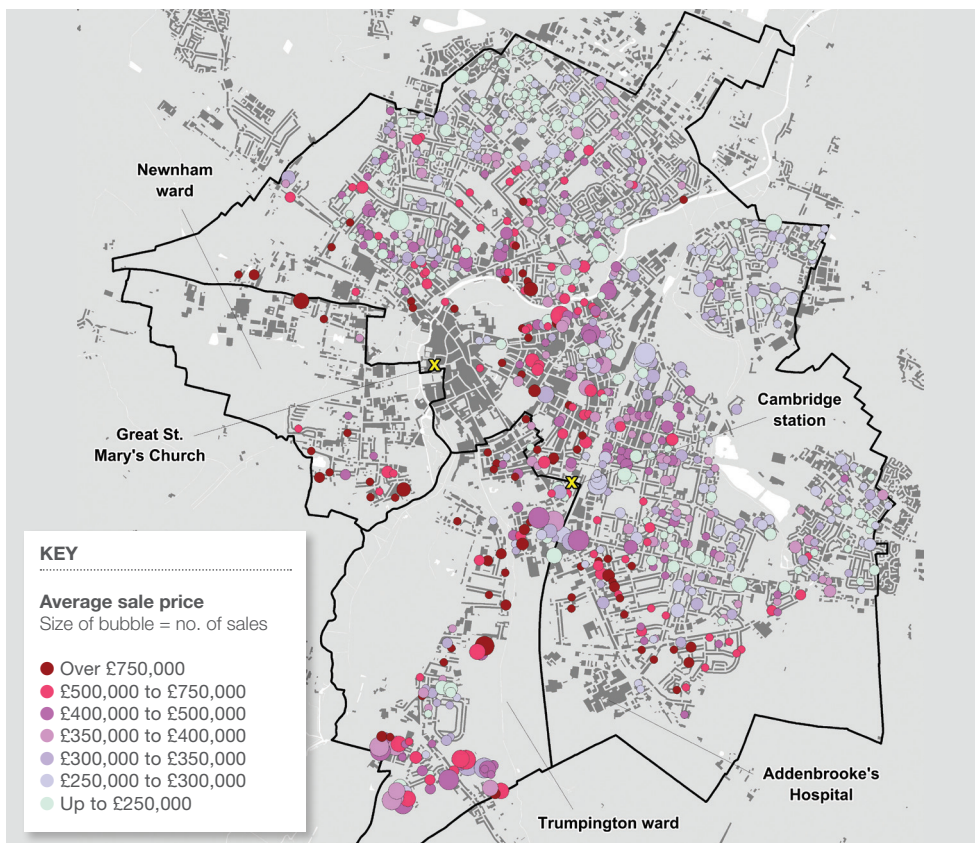 Newnham
ward
Great St.
Mary's Church
X
X
Cambridge
station
KEY
Average sale price
Size of bubble = no. of sales
Over £750,000
£500,000 to £750,000
£400,000 to £500,000
£350,000 to £400,000
£300,000 to £350,000
£250,000 to £300,000
Up to £250,000
Addenbrooke's
Hospital
Trumpington ward